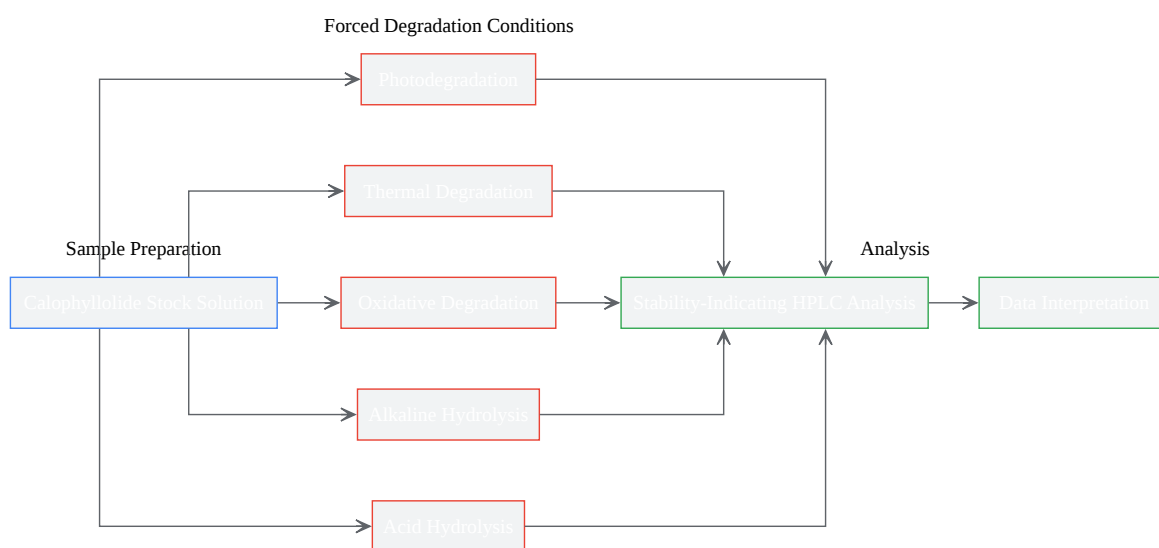 Forced Degradation Conditions
Photodegradation
Thermal Degradation
Sample Preparation
Analysis
Calophyllolide Stock Solution
Oxidative Degradation
Stability-Indicating HPLC Analysis
Data Interpretation
Alkaline Hydrolysis
Acid Hydrolysis